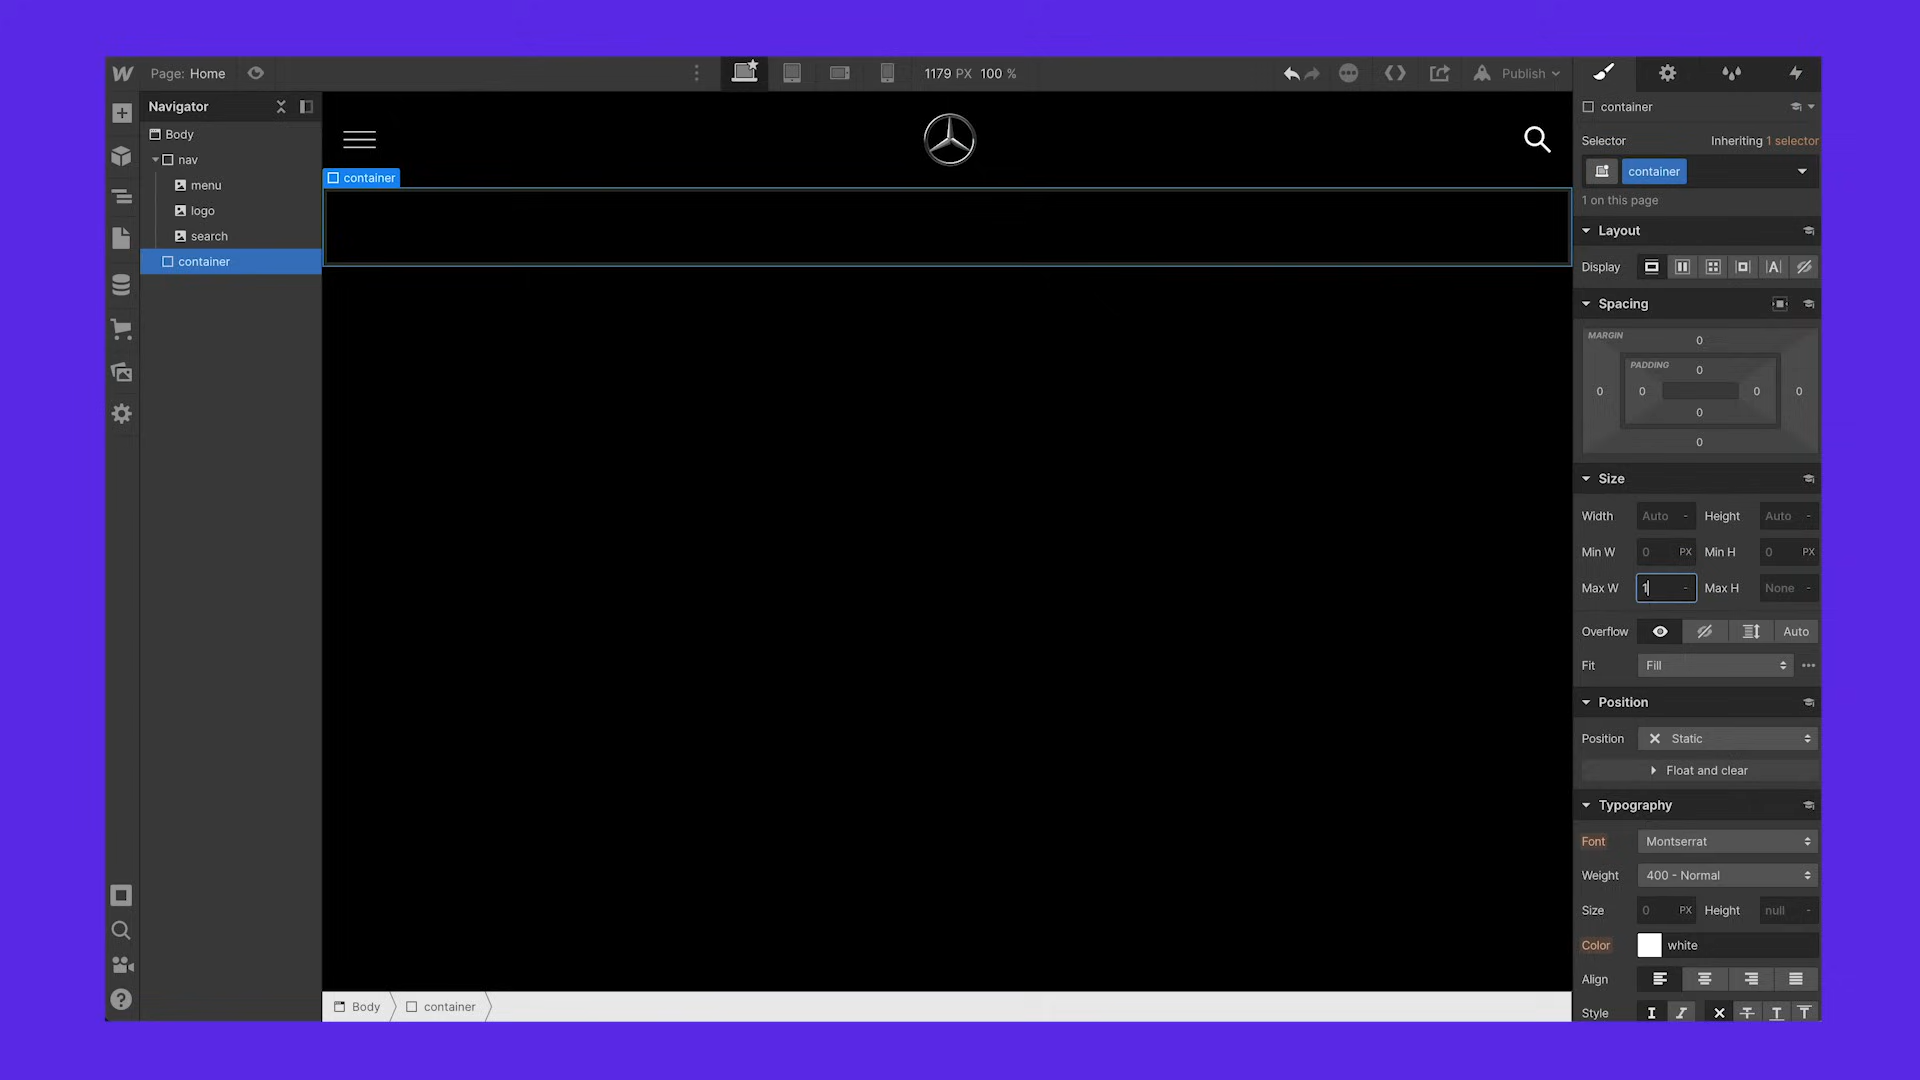 Page: Home
1179 PX 100 %
Publish
Navigator
Body
nav
menu
logo
search
container
container
container
Selector
Inheriting 1 selector
container
1 on this page
Layout
Display
Spacing
MARGIN
0
PADDING
0
0
0
0
0
0
0
Size
Width Auto - Height Auto -
Min W 0 PX Min H 0 PX
Max W 1 - Max H None -
Overflow Auto
Fit Fill
Position
Position Static
Float and clear
Typography
Font Montserrat
Weight 400 - Normal
Size 0 PX Height null -
Color white
Align
Style
Body container